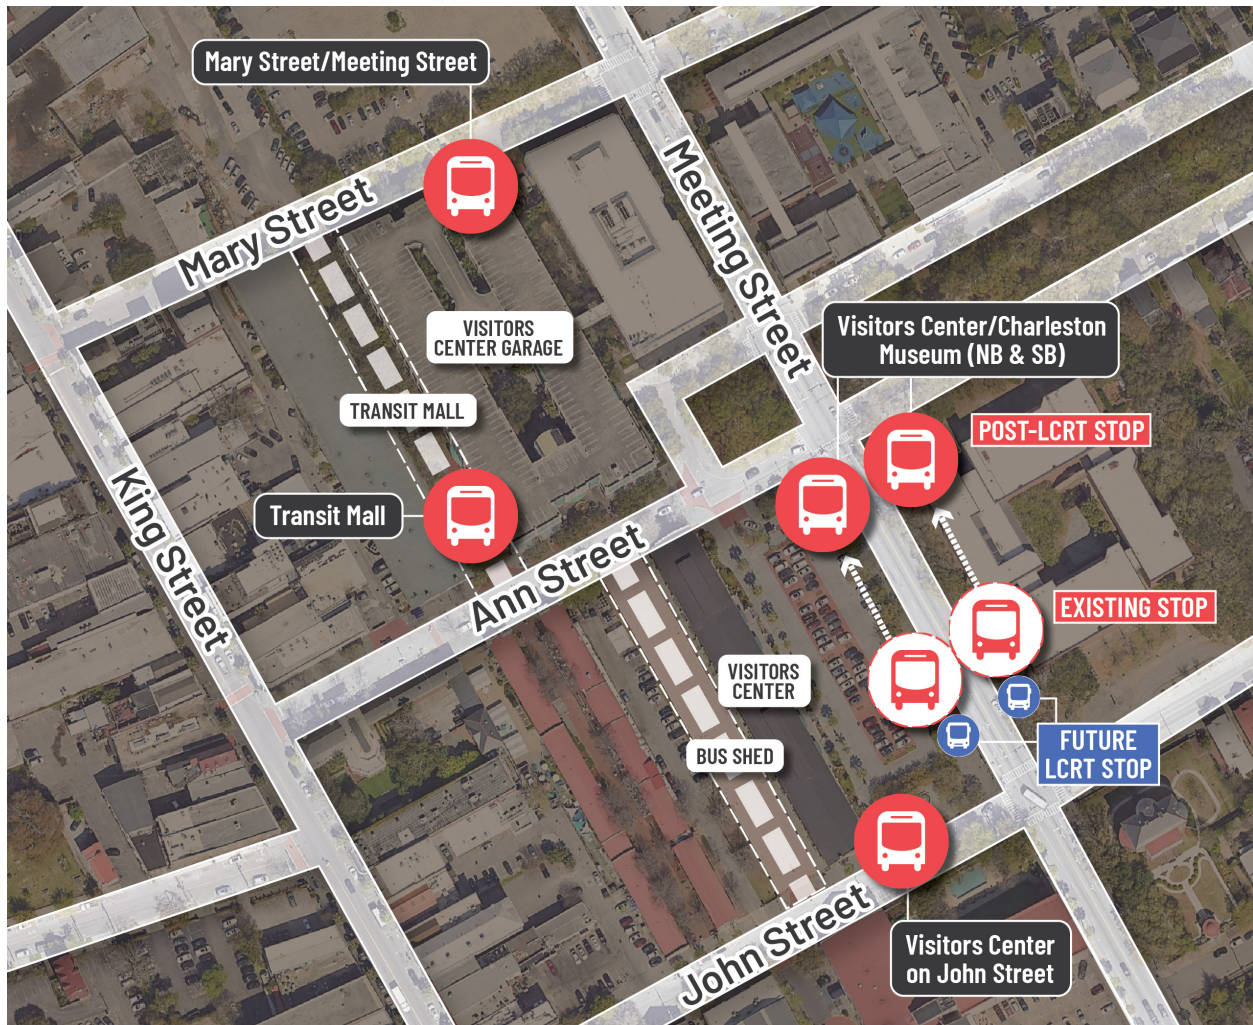 Mary Street/Meeting Street
Mary Street
Meeting Street
VISITORS
CENTER GARAGE
Visitors Center/Charleston
Museum (NB & SB)
TRANSIT MALL
POST-LCRT STOP
King Street
Transit Mall
Ann Street
EXISTING STOP
VISITORS
CENTER
BUS SHED
FUTURE
LCRT STOP
John Street
Visitors Center
on John Street